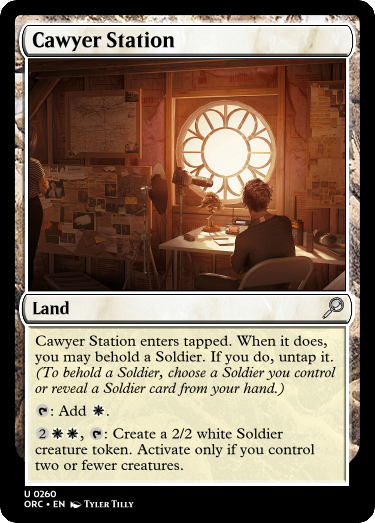 Cawyer Station
Land
Cawyer Station enters tapped. When it does,
you may behold a Soldier. If you do, untap it.
(To behold a Soldier, choose a Soldier you control
or reveal a Soldier card from your hand.)
: Add .
2, : Create a 2/2 white Soldier
creature token. Activate only if you control
two or fewer creatures.
U 0260
ORC • EN Tyler Tilly